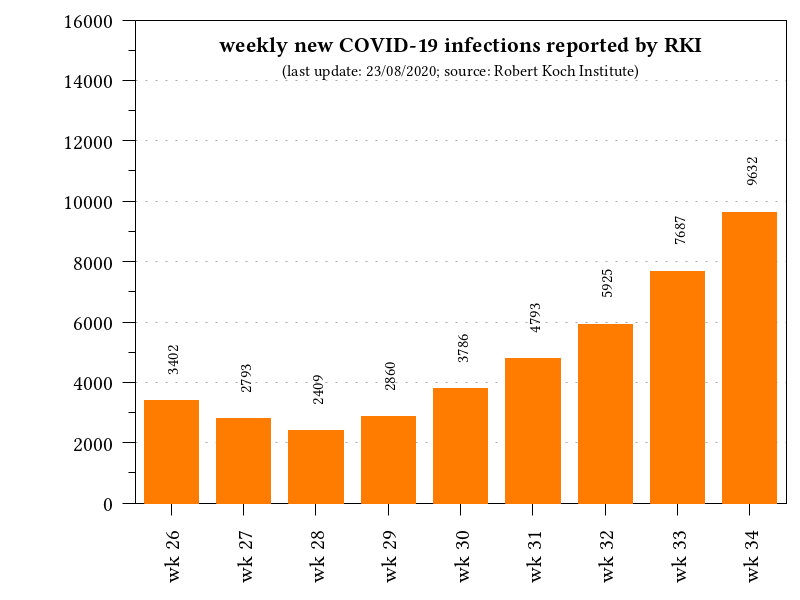 weekly new COVID-19 infections reported by RKI
(last update: 23/08/2020; source: Robert Koch Institute)
16000
14000
12000
10000
8000
6000
4000
2000
0
3402
2793
2409
2860
3786
4793
5925
7687
9632
wk 26
wk 27
wk 28
wk 29
wk 30
wk 31
wk 32
wk 33
wk 34